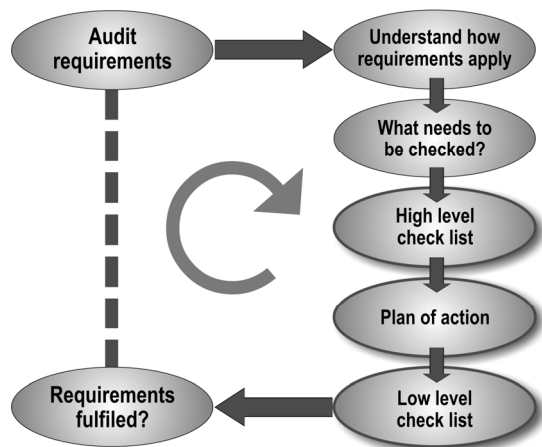 Audit
requirements
Understand how
requirements apply
What needs to
be checked?
High level
check list
Plan of action
Low level
check list
Requirements
fulfiled?